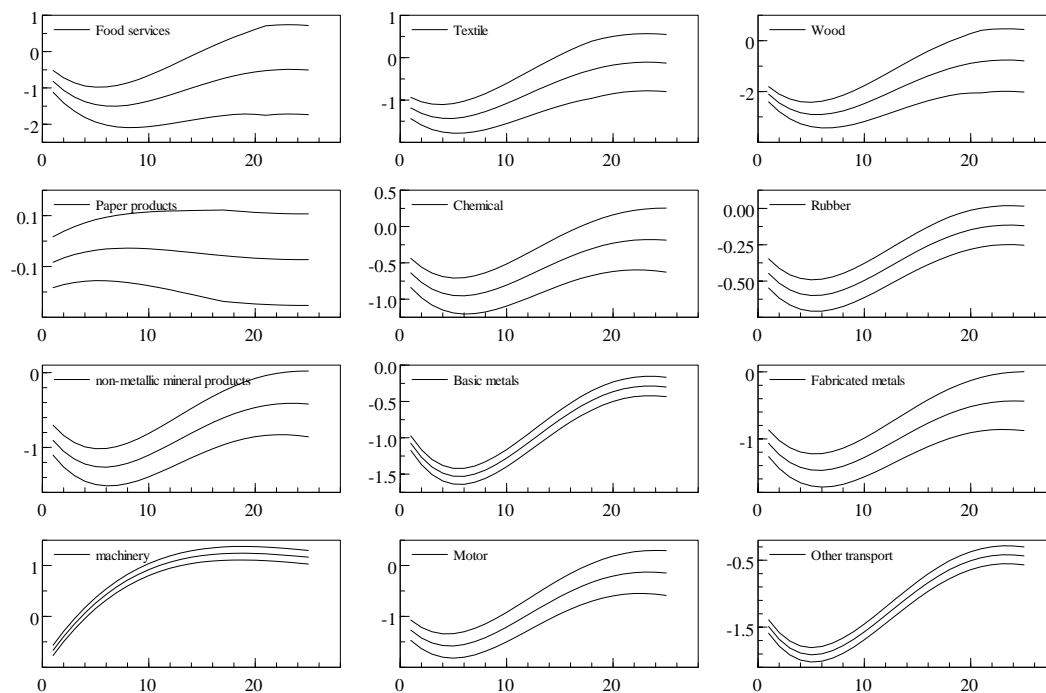 1
0
-1
-2
Food services
0 10 20
1
-1
Textile
0 10 20
0
-2
Wood
0 10 20
0.1
-0.1
Paper products
0 10 20
0.5
0.0
-0.5
-1.0
Chemical
0 10 20
0.00
-0.25
-0.50
Rubber
0 10 20
0
-1
non-metallic mineral products
0 10 20
0.0
-0.5
-1.0
-1.5
Basic metals
0 10 20
0
-1
Fabricated metals
0 10 20
1
0
machinery
0 10 20
0
-1
Motor
0 10 20
-0.5
-1.5
Other transport
0 10 20